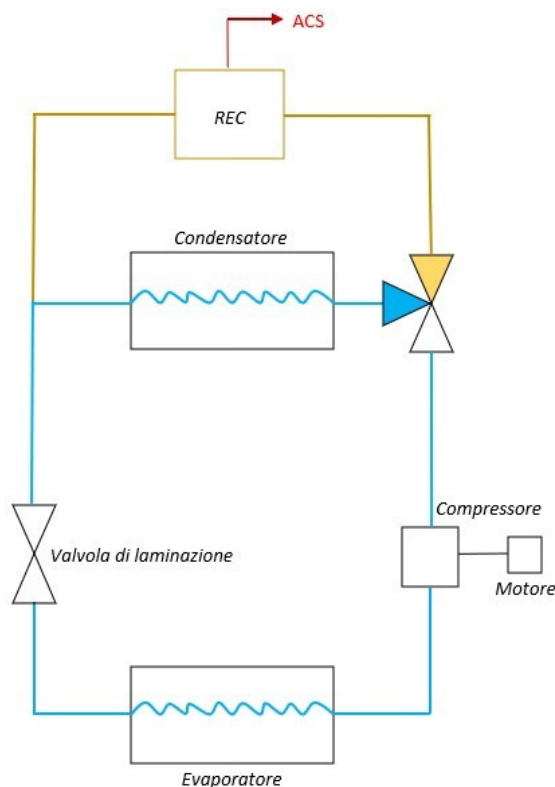 ACS
REC
Condensatore
Compressore
Valvola di laminazione
Motore
Evaporatore